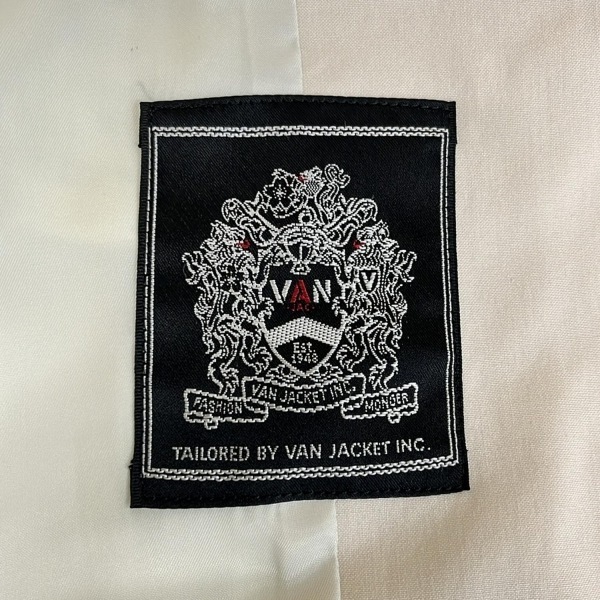 VAN
JAC
V
Est.
1948
VAN JACKET INC.
FASHION MONGER
TAILORED BY VAN JACKET INC.